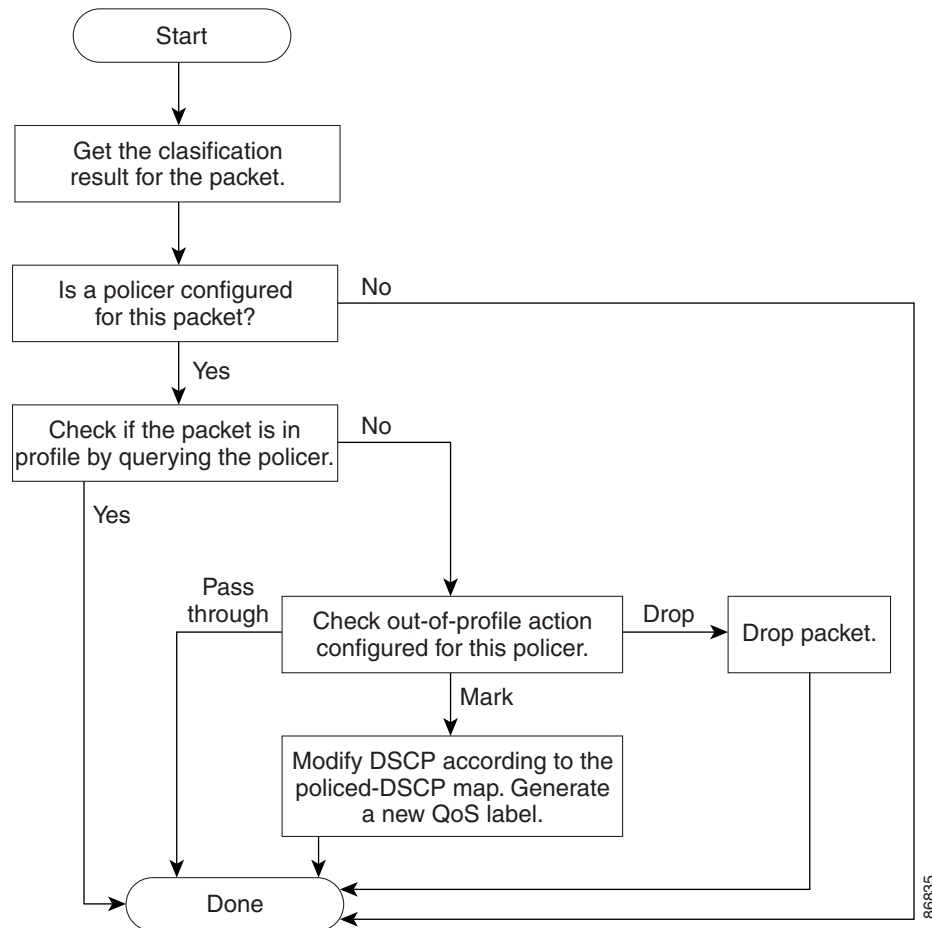 Start
Get the clasification
result for the packet.
Is a policer configured
for this packet?
No
Yes
Check if the packet is in
profile by querying the policer.
No
Yes
Pass
through
Check out-of-profile action
configured for this policer.
Drop
Drop packet.
Mark
Modify DSCP according to the
policed-DSCP map. Generate
a new QoS label.
Done
86835